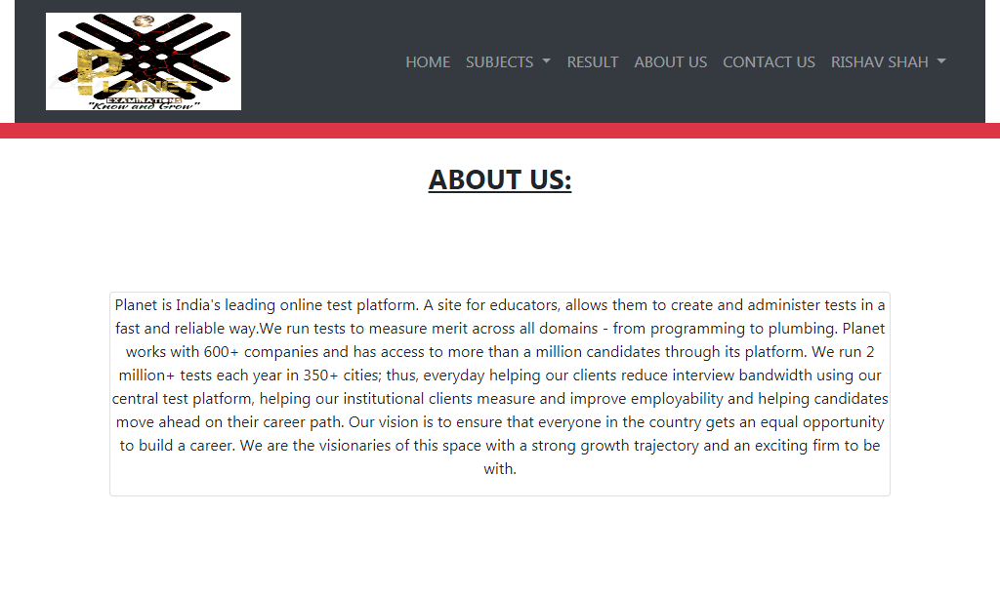 PLANET
EXAMINATIONS
"Know and Grow"
HOME SUBJECTS RESULT ABOUT US CONTACT US RISHAV SHAH
ABOUT US:
Planet is India's leading online test platform. A site for educators, allows them to create and administer tests in a
fast and reliable way.We run tests to measure merit across all domains - from programming to plumbing. Planet
works with 600+ companies and has access to more than a million candidates through its platform. We run 2
million+ tests each year in 350+ cities; thus, everyday helping our clients reduce interview bandwidth using our
central test platform, helping our institutional clients measure and improve employability and helping candidates
move ahead on their career path. Our vision is to ensure that everyone in the country gets an equal opportunity
to build a career. We are the visionaries of this space with a strong growth trajectory and an exciting firm to be
with.